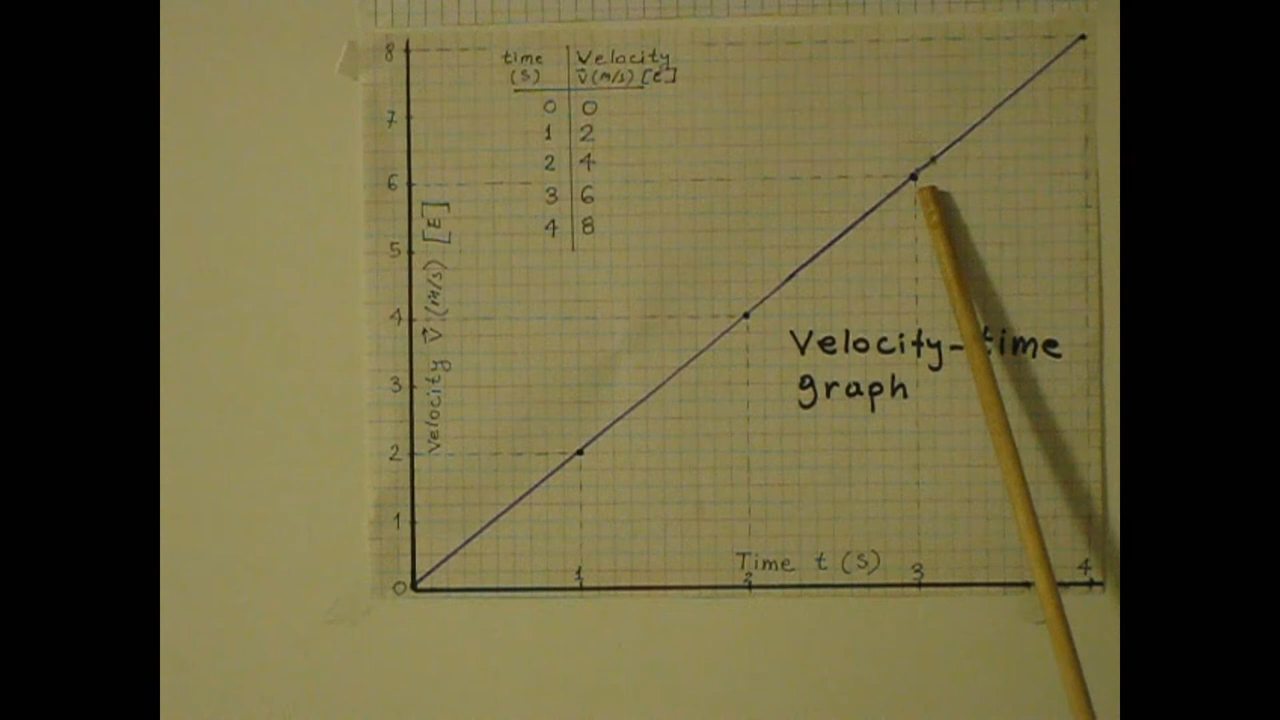 time Velocity
(s) V⃗(m/s) [E]
0 0
1 2
2 4
3 6
4 8
8
7
6
5
4
3
2
1
0
Velocity V⃗(m/s) [E]
Velocity-time
graph
Time t (s)
1 2 3 4